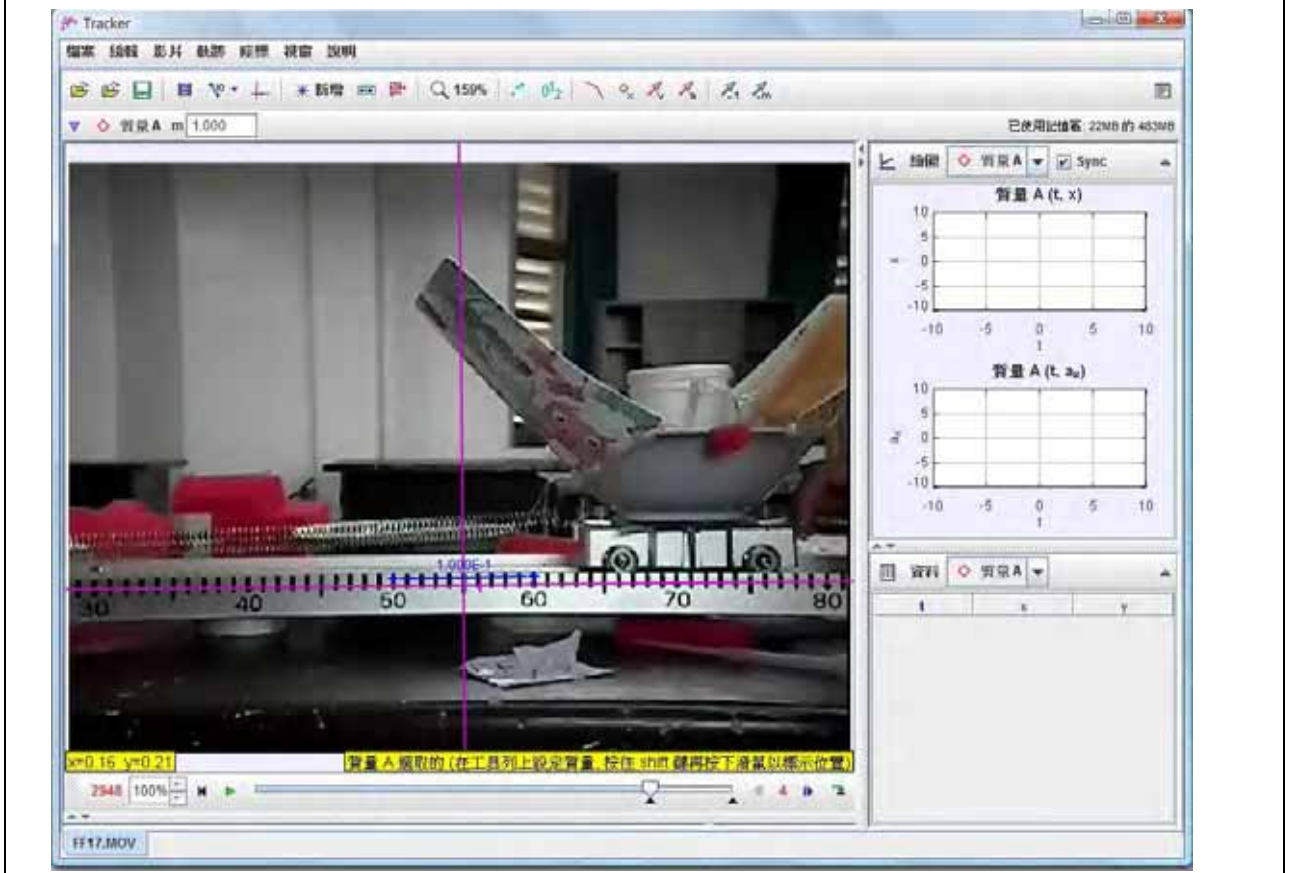 Tracker
檔案 編輯 影片 軌跡 座標 視窗 說明
新增 159%
質量 A m 1.000
已使用記憶體: 22MB 的 483MB
繪圖 質量 A Sync
質量 A (t, x)
10
5
0
-5
-10
x
-10 -5 0 5 10
t
質量 A (t, aₓ)
10
5
0
-5
-10
aₓ
-10 -5 0 5 10
t
1.000E-1
30 40 50 60 70 80
資料 質量 A
t x y
x=0.16 y=0.21
質量 A 選取的 (在工具列上設定質量, 按住 shift 鍵再按下滑鼠以標示位置)
2948 100% 4
FF17.MOV